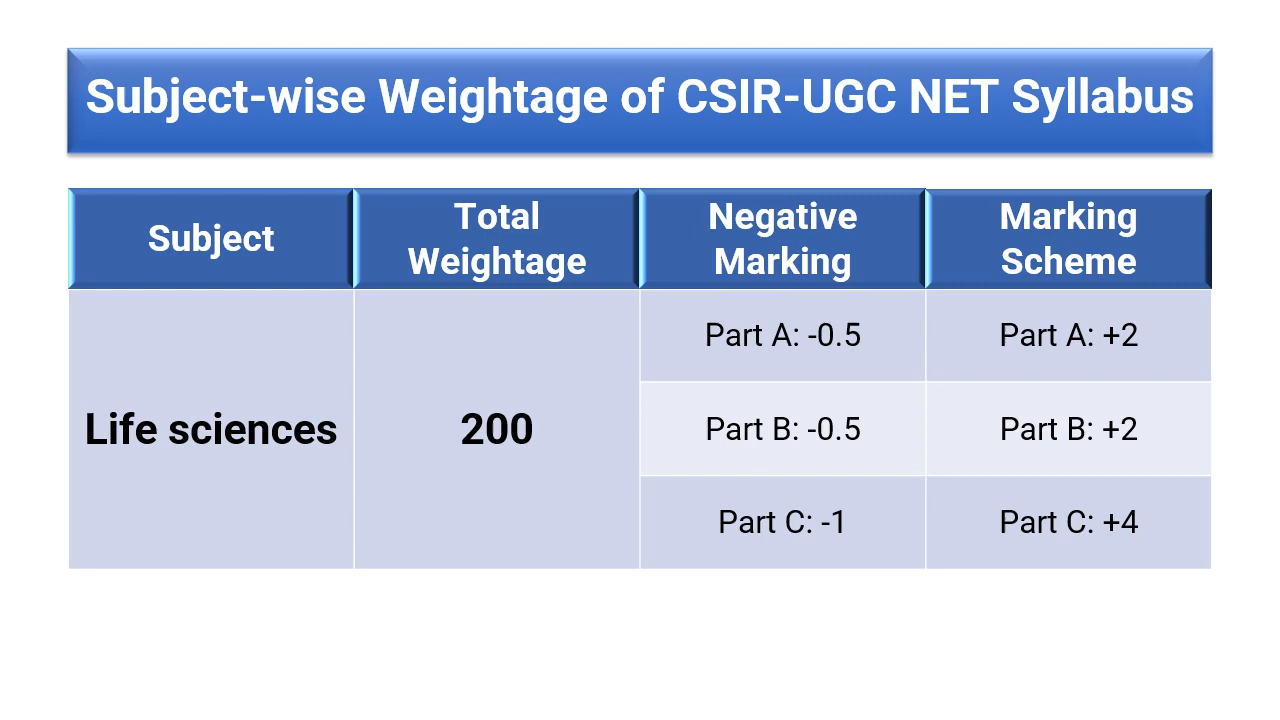 Subject-wise Weightage of CSIR-UGC NET Syllabus
Subject
Total
Weightage
Negative
Marking
Marking
Scheme
Life sciences
200
Part A: -0.5
Part A: +2
Part B: -0.5
Part B: +2
Part C: -1
Part C: +4